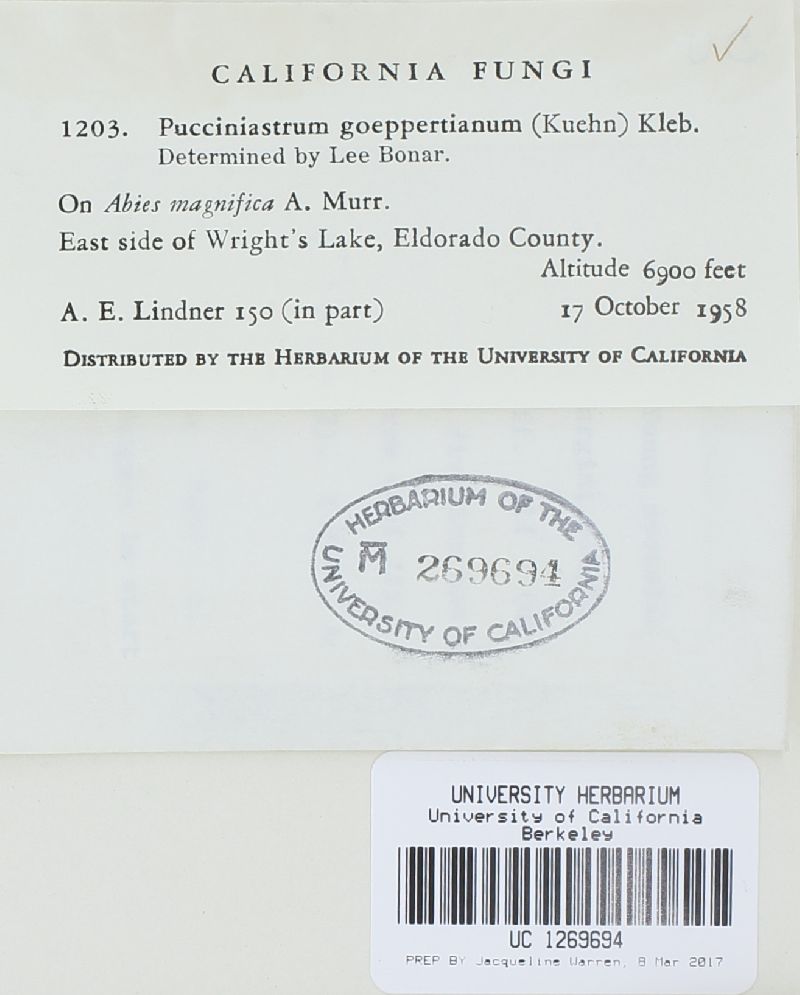 CALIFORNIA FUNGI
1203. Pucciniastrum goeppertianum (Kuehn) Kleb.
Determined by Lee Bonar.
On Abies magnifica A. Murr.
East side of Wright's Lake, Eldorado County.
Altitude 6900 feet
A. E. Lindner 150 (in part) 17 October 1958
DISTRIBUTED BY THE HERBARIUM OF THE UNIVERSITY OF CALIFORNIA
HERBARIUM OF THE
M̅ 269694
UNIVERSITY OF CALIFORNIA
UNIVERSITY HERBARIUM
University of California
Berkeley
UC 1269694
PREP BY Jacqueline Warren, 8 Mar 2017